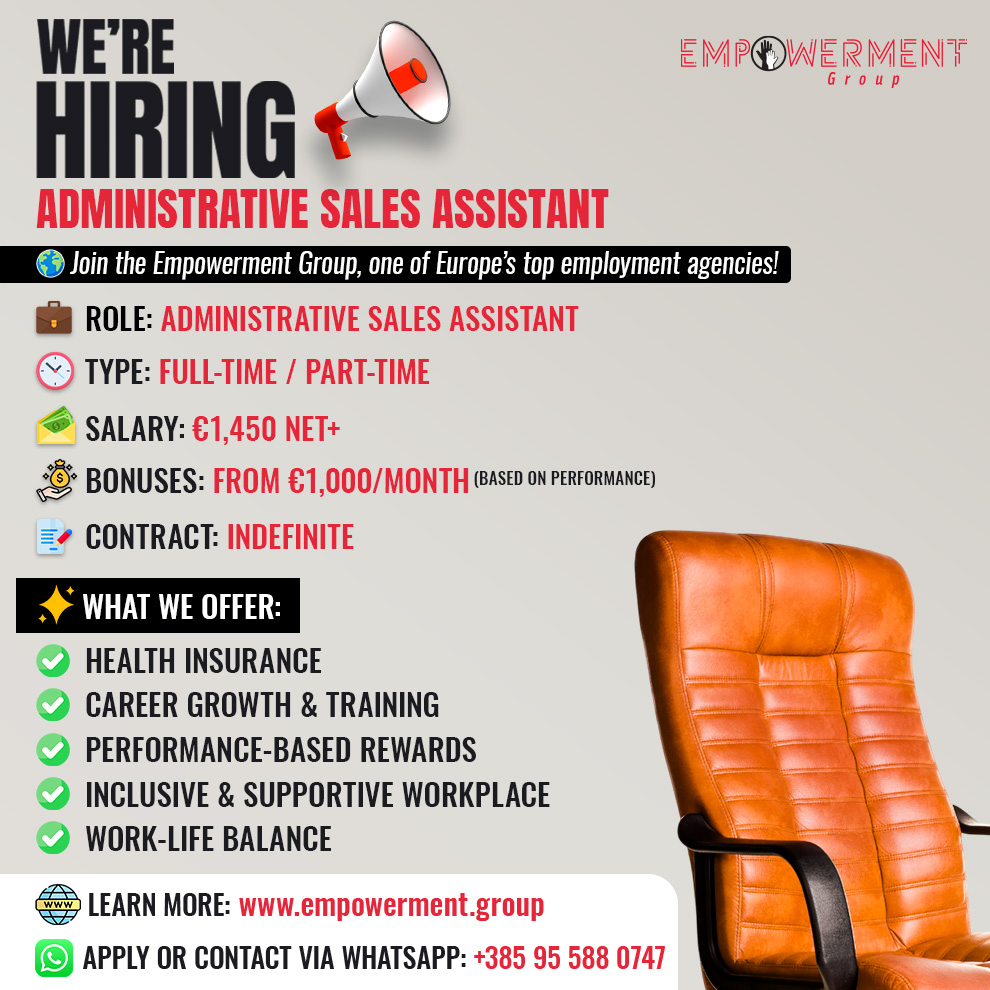 WE'RE
HIRING
EMPOWERMENT
Group
ADMINISTRATIVE SALES ASSISTANT
Join the Empowerment Group, one of Europe's top employment agencies!
ROLE: ADMINISTRATIVE SALES ASSISTANT
TYPE: FULL-TIME / PART-TIME
SALARY: €1,450 NET+
BONUSES: FROM €1,000/MONTH (BASED ON PERFORMANCE)
CONTRACT: INDEFINITE
WHAT WE OFFER:
HEALTH INSURANCE
CAREER GROWTH & TRAINING
PERFORMANCE-BASED REWARDS
INCLUSIVE & SUPPORTIVE WORKPLACE
WORK-LIFE BALANCE
WWW LEARN MORE: www.empowerment.group
APPLY OR CONTACT VIA WHATSAPP: +385 95 588 0747